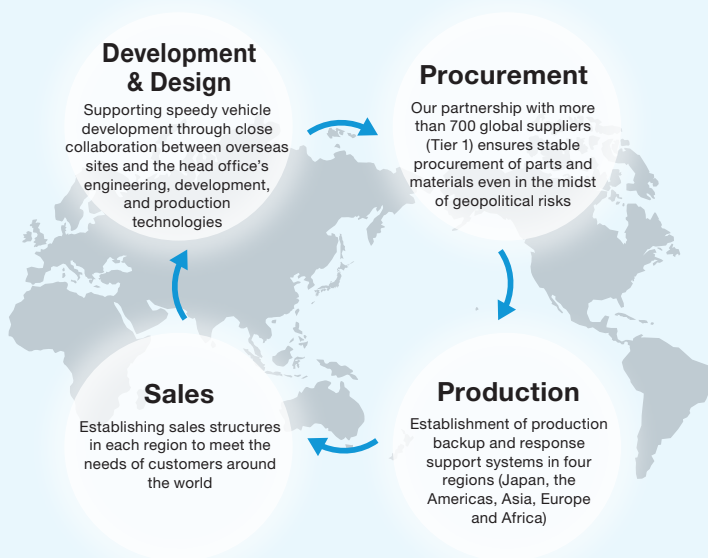 Development
& Design
Supporting speedy vehicle
development through close
collaboration between overseas
sites and the head office's
engineering, development,
and production
technologies
Procurement
Our partnership with more
than 700 global suppliers
(Tier 1) ensures stable
procurement of parts and
materials even in the midst
of geopolitical risks
Sales
Establishing sales structures
in each region to meet the
needs of customers around
the world
Production
Establishment of production
backup and response
support systems in four
regions (Japan, the
Americas, Asia, Europe
and Africa)